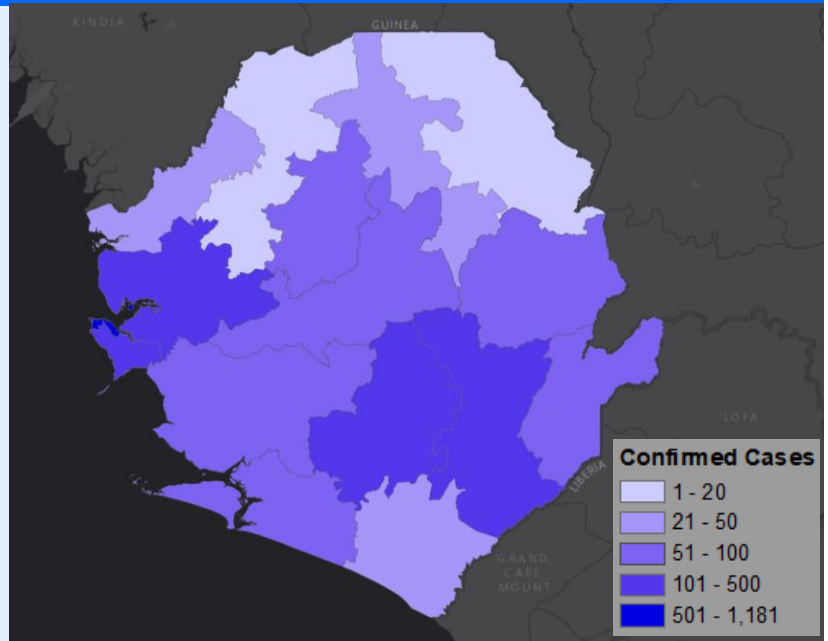 KINDIA
GUINEA
LOFA
LIBERIA
GRAND
CAPE
MOUNT
Confirmed Cases
1 - 20
21 - 50
51 - 100
101 - 500
501 - 1,181